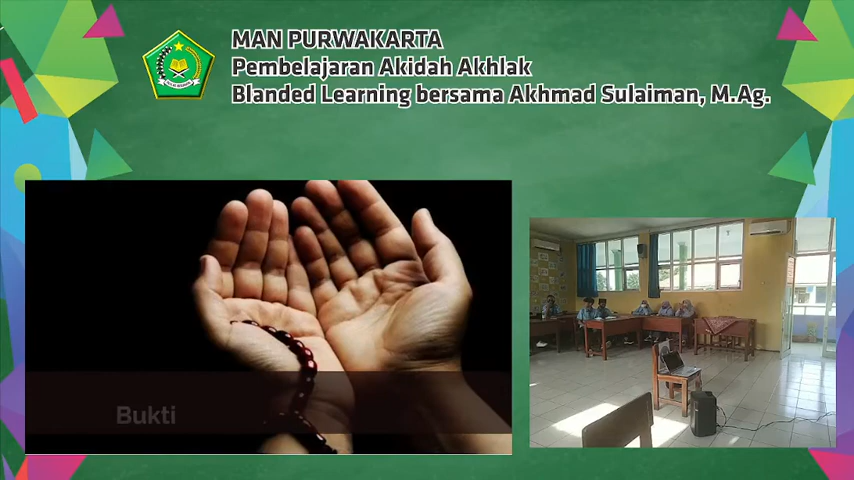 MAN PURWAKARTA
Pembelajaran Akidah Akhlak
Blanded Learning bersama Akhmad Sulaiman, M.Ag.
Bukti